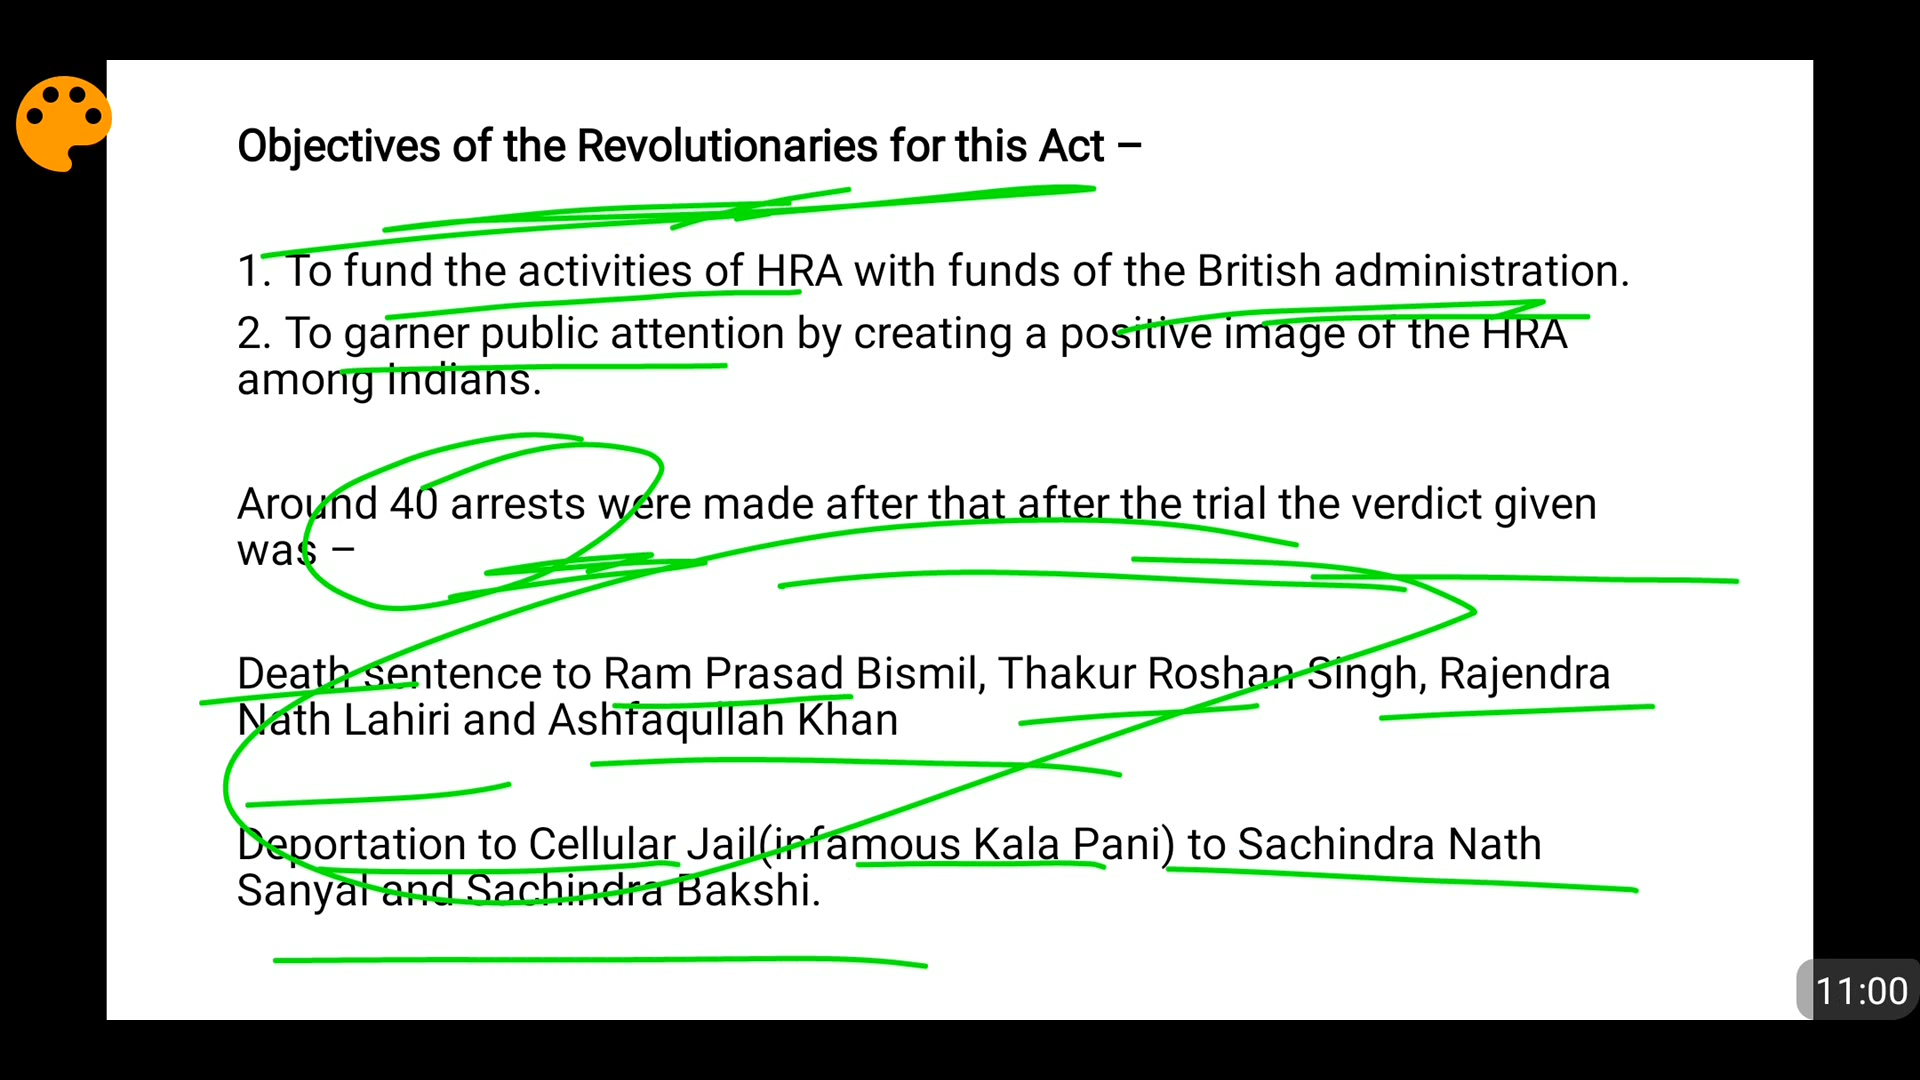 Objectives of the Revolutionaries for this Act –
1. To fund the activities of HRA with funds of the British administration.
2. To garner public attention by creating a positive image of the HRA
among Indians.
Around 40 arrests were made after that after the trial the verdict given
was –
Death sentence to Ram Prasad Bismil, Thakur Roshan Singh, Rajendra
Nath Lahiri and Ashfaqullah Khan
Deportation to Cellular Jail(infamous Kala Pani) to Sachindra Nath
Sanyal and Sachindra Bakshi.
11:00